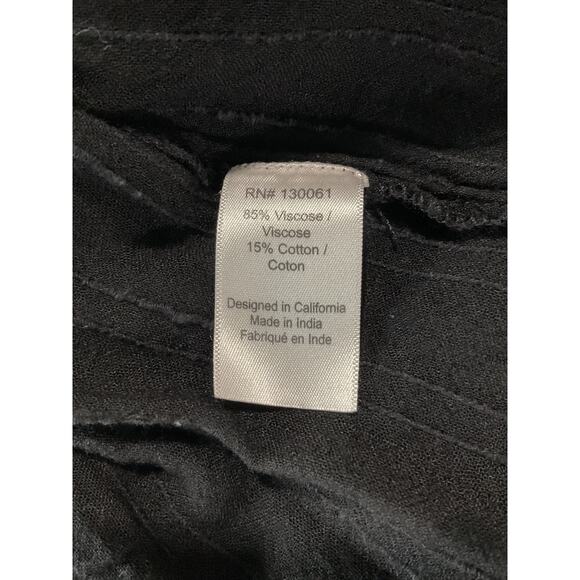 RN# 130061
85% Viscose /
Viscose
15% Cotton /
Coton
Designed in California
Made in India
Fabriqué en Inde